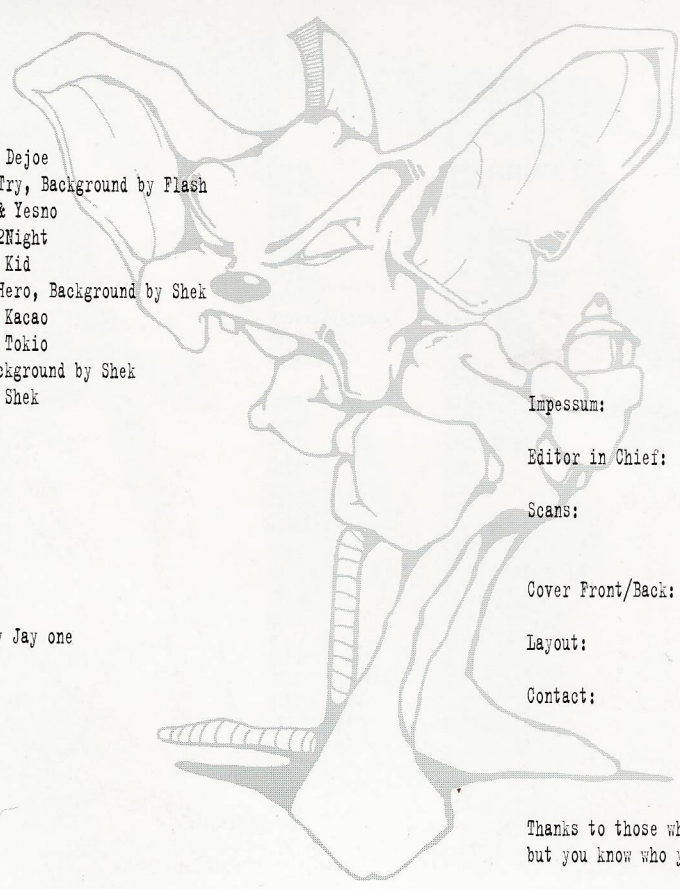 Dejoe
Try, Background by Flash
& Yesno
2Night
Kid
Hero, Background by Shek
Kacao
Tokio
ckground by Shek
Shek
y Jay one
Impessum:
Editor in Chief:
Scans:
Cover Front/Back:
Layout:
Contact:
Thanks to those wh
but you know who y